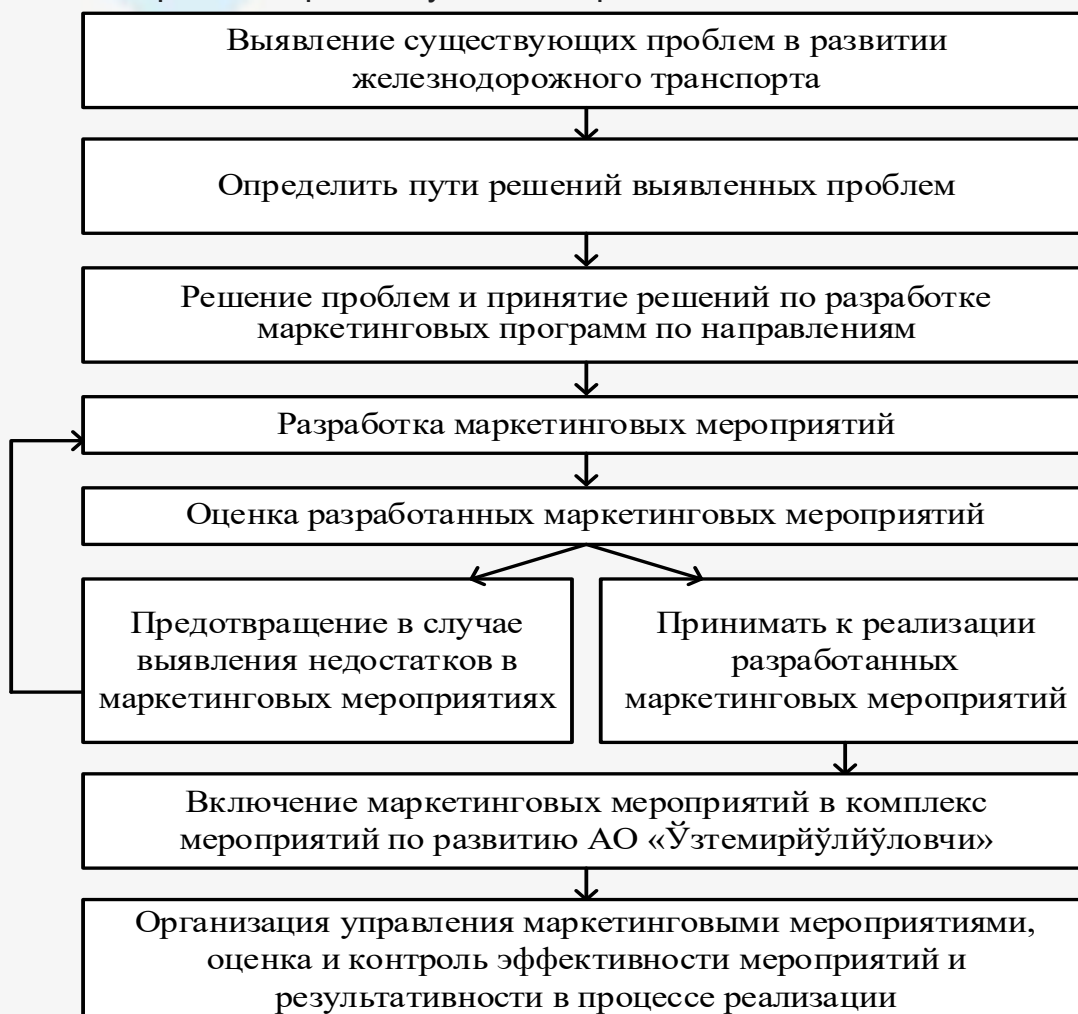 Выявление существующих проблем в развитии
железнодорожного транспорта
Определить пути решений выявленных проблем
Решение проблем и принятие решений по разработке
маркетинговых программ по направлениям
Разработка маркетинговых мероприятий
Оценка разработанных маркетинговых мероприятий
Предотвращение в случае
выявления недостатков в
маркетинговых мероприятиях
Принимать к реализации
разработанных
маркетинговых мероприятий
Включение маркетинговых мероприятий в комплекс
мероприятий по развитию АО «Ўзтемирйўлйўловчи»
Организация управления маркетинговыми мероприятиями,
оценка и контроль эффективности мероприятий и
результативности в процессе реализации